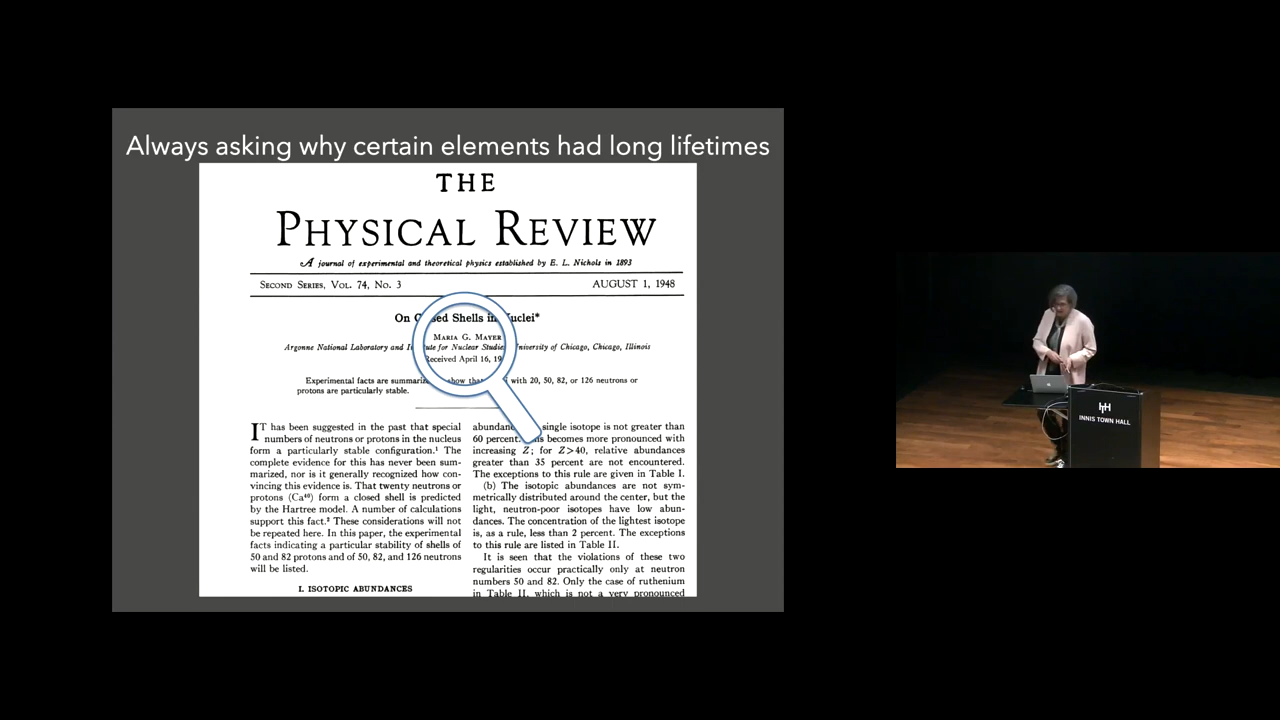 Always asking why certain elements had long lifetimes
THE
PHYSICAL REVIEW
A journal of experimental and theoretical physics established by E. L. Nichols in 1893
SECOND SERIES, VOL. 74, No. 3 AUGUST 1, 1948
On C sed Shells in uclei*
MARIA G. MAYER
Argonne National Laboratory and I ute for Nuclear Studie niversity of Chicago, Chicago, Illinois
Received April 16, 19
Experimental facts are summariz show tha with 20, 50, 82, or 126 neutrons or
protons are particularly stable.
IT has been suggested in the past that special
numbers of neutrons or protons in the nucleus
form a particularly stable configuration.¹ The
complete evidence for this has never been sum-
marized, nor is it generally recognized how con-
vincing this evidence is. That twenty neutrons or
protons (Ca⁴⁰) form a closed shell is predicted
by the Hartree model. A number of calculations
support this fact.² These considerations will not
be repeated here. In this paper, the experimental
facts indicating a particular stability of shells of
50 and 82 protons and of 50, 82, and 126 neutrons
will be listed.
I. ISOTOPIC ABUNDANCES
abundan single isotope is not greater than
60 percent. s becomes more pronounced with
increasing Z; for Z>40, relative abundances
greater than 35 percent are not encountered.
The exceptions to this rule are given in Table I.
(b) The isotopic abundances are not sym-
metrically distributed around the center, but the
light, neutron-poor isotopes have low abun-
dances. The concentration of the lightest isotope
is, as a rule, less than 2 percent. The exceptions
to this rule are listed in Table II.
It is seen that the violations of these two
regularities occur practically only at neutron
numbers 50 and 82. Only the case of ruthenium
in Table II, which is not a very pronounced
INNIS TOWN HALL